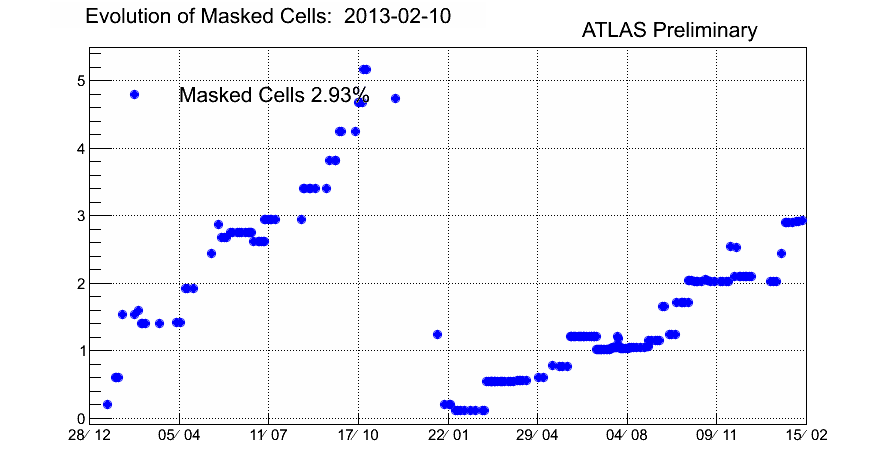 Evolution of Masked Cells: 2013-02-10
ATLAS Preliminary
Masked Cells 2.93%
5
4
3
2
1
0
28/12 05/04 11/07 17/10 22/01 29/04 04/08 09/11 15/02